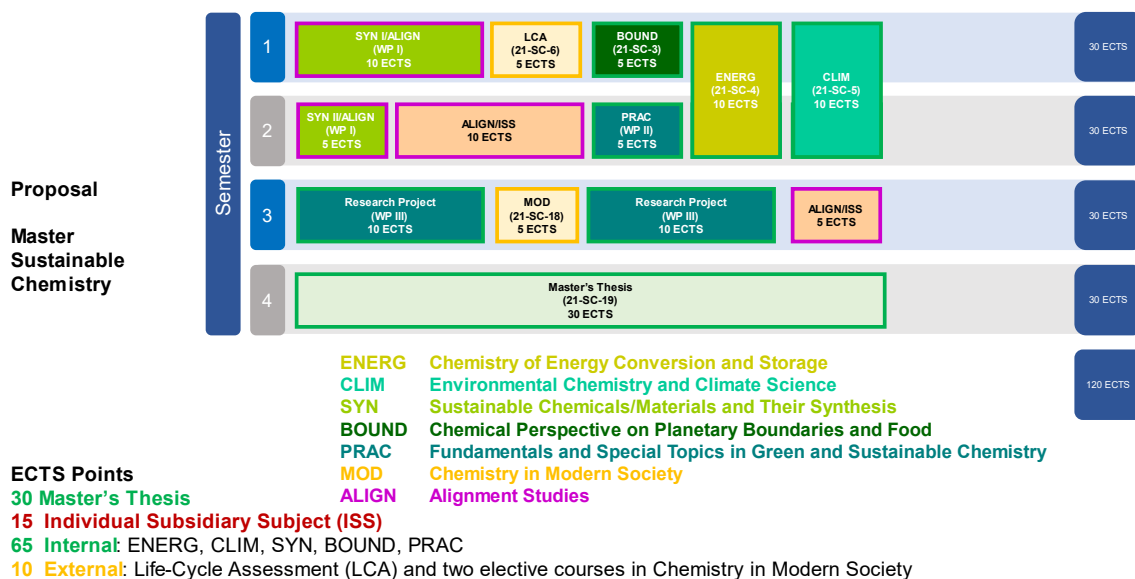 Proposal
Master
Sustainable
Chemistry
Semester
1
SYN I/ALIGN
(WP I)
10 ECTS
LCA
(21-SC-6)
5 ECTS
BOUND
(21-SC-3)
5 ECTS
ENERG
(21-SC-4)
10 ECTS
CLIM
(21-SC-5)
10 ECTS
30 ECTS
2
SYN II/ALIGN
(WP I)
5 ECTS
ALIGN/ISS
10 ECTS
PRAC
(WP II)
5 ECTS
30 ECTS
3
Research Project
(WP III)
10 ECTS
MOD
(21-SC-18)
5 ECTS
Research Project
(WP III)
10 ECTS
ALIGN/ISS
5 ECTS
30 ECTS
4
Master's Thesis
(21-SC-19)
30 ECTS
30 ECTS
120 ECTS
ENERG Chemistry of Energy Conversion and Storage
CLIM Environmental Chemistry and Climate Science
SYN Sustainable Chemicals/Materials and Their Synthesis
BOUND Chemical Perspective on Planetary Boundaries and Food
PRAC Fundamentals and Special Topics in Green and Sustainable Chemistry
MOD Chemistry in Modern Society
ALIGN Alignment Studies
ECTS Points
30 Master's Thesis
15 Individual Subsidiary Subject (ISS)
65 Internal: ENERG, CLIM, SYN, BOUND, PRAC
10 External: Life-Cycle Assessment (LCA) and two elective courses in Chemistry in Modern Society